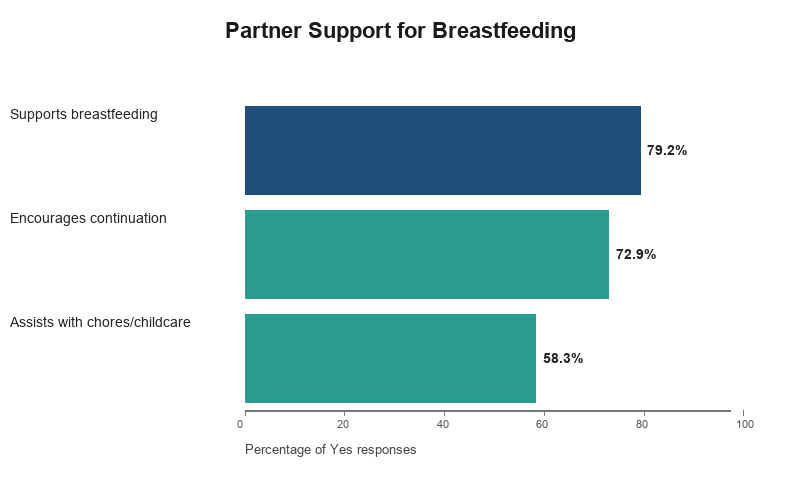 Partner Support for Breastfeeding
Supports breastfeeding
79.2%
Encourages continuation
72.9%
Assists with chores/childcare
58.3%
0 20 40 60 80 100
Percentage of Yes responses